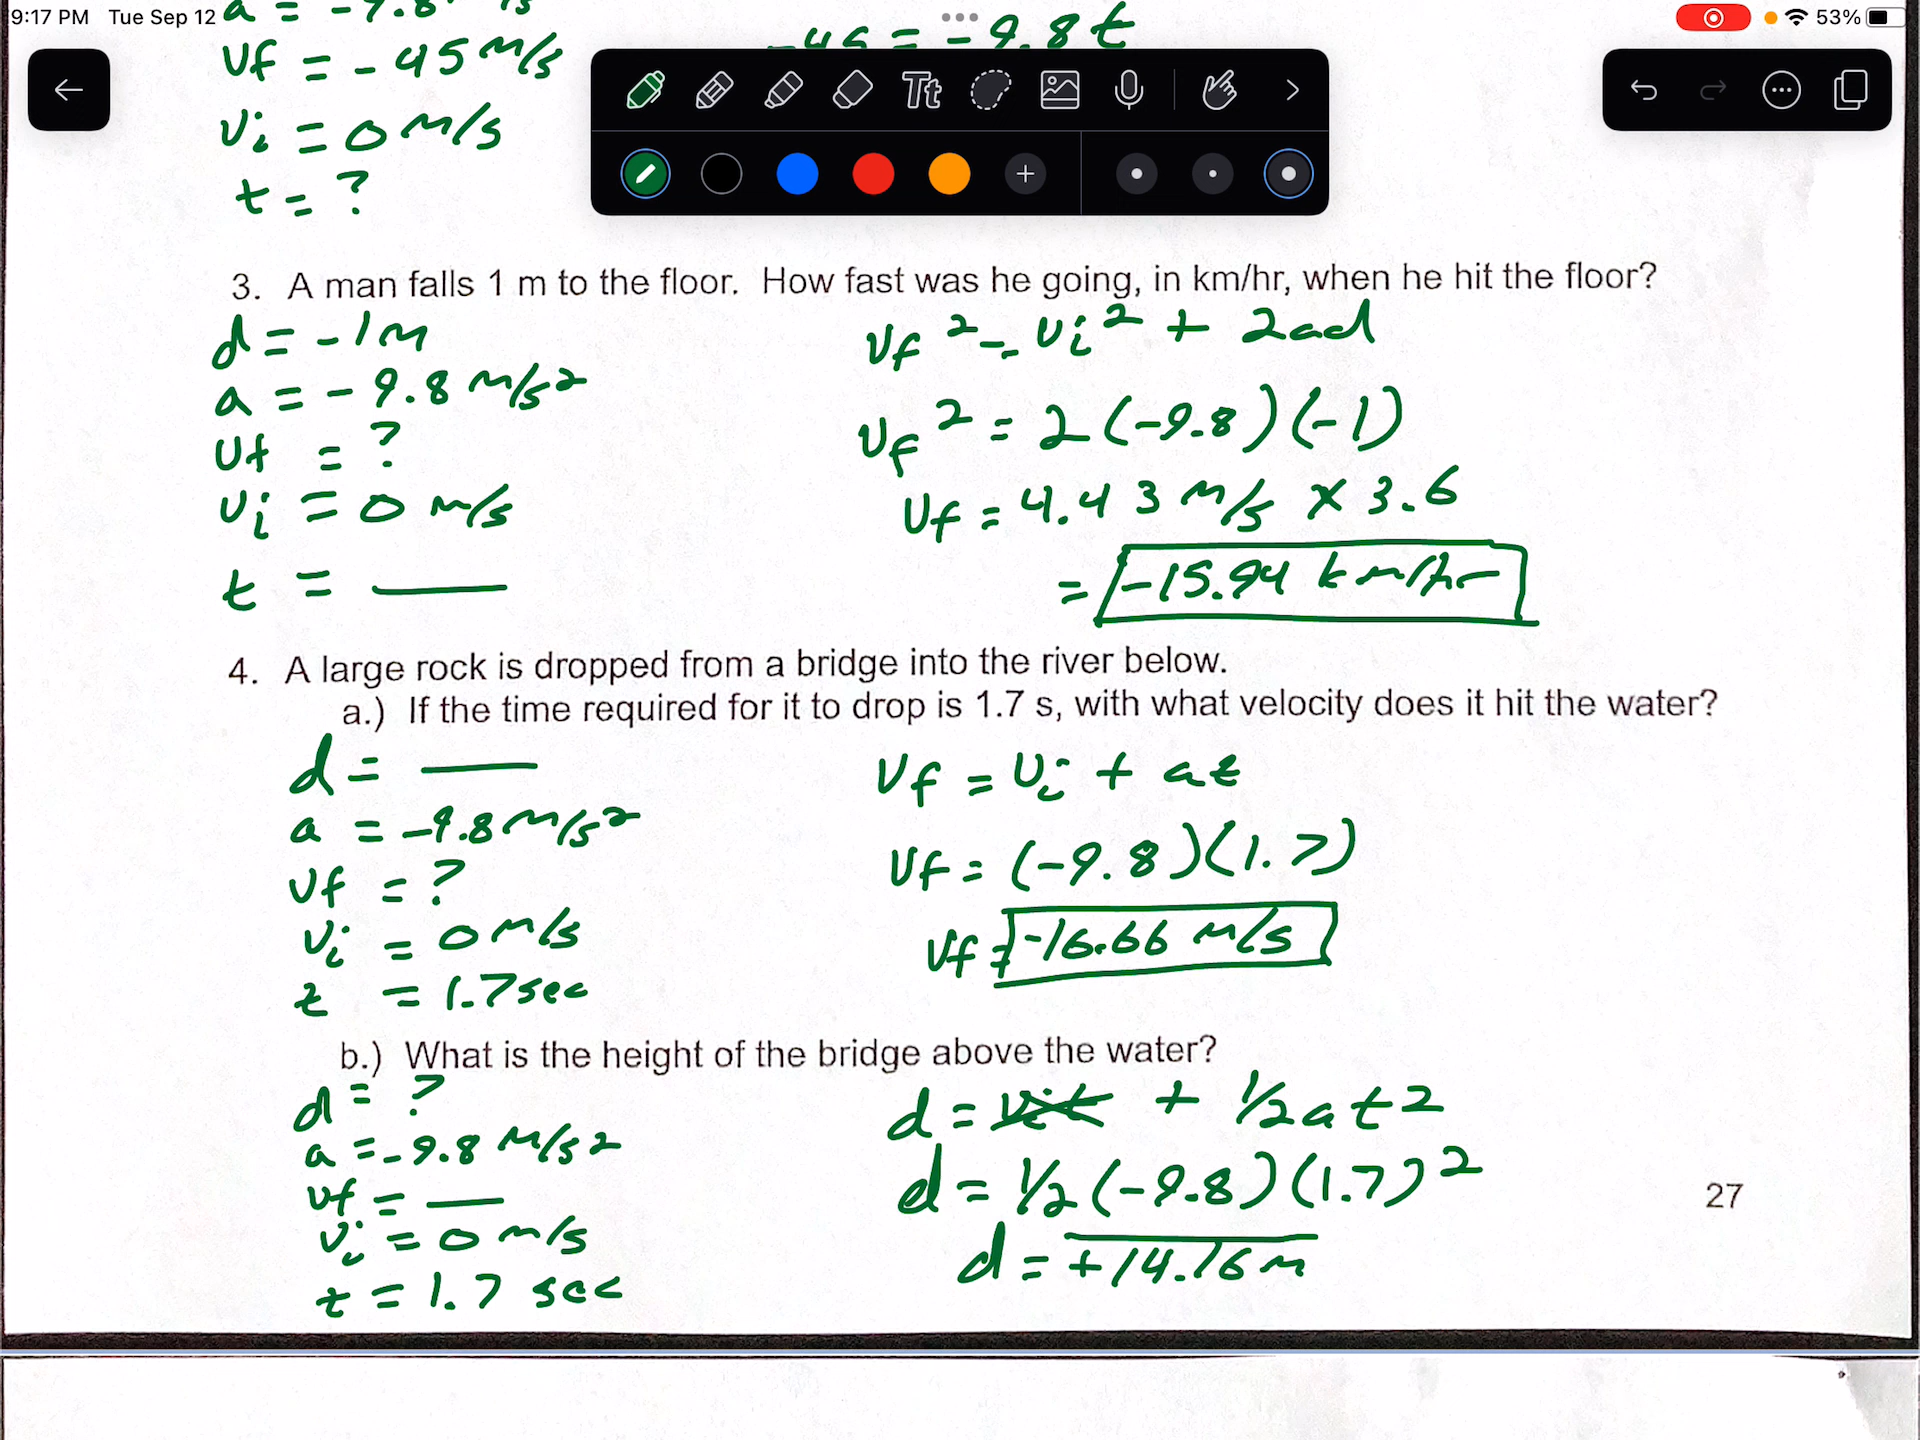 9:17 PM Tue Sep 12
53%
a = -9.8
vf = -45 m/s
-45 = -9.8 t
vi = 0 m/s
t = ?
Tt
3. A man falls 1 m to the floor. How fast was he going, in km/hr, when he hit the floor?
d = -1m
vf² = vi² + 2ad
a = -9.8 m/s²
vf² = 2(-9.8)(-1)
vf = ?
vf = 4.43 m/s x 3.6
vi = 0 m/s
= -15.94 km/hr
t = ___
4. A large rock is dropped from a bridge into the river below.
a.) If the time required for it to drop is 1.7 s, with what velocity does it hit the water?
d = ___
vf = vi + at
a = -9.8 m/s²
vf = (-9.8)(1.7)
vf = ?
vi = 0 m/s
vf = -16.66 m/s
t = 1.7 sec
b.) What is the height of the bridge above the water?
d = ?
d = vit + 1/2 at2
a = -9.8 m/s2
d = 1/2 (-9.8)(1.7)²
vf = ___
27
vi = 0 m/s
d = +14.16m
t = 1.7 sec